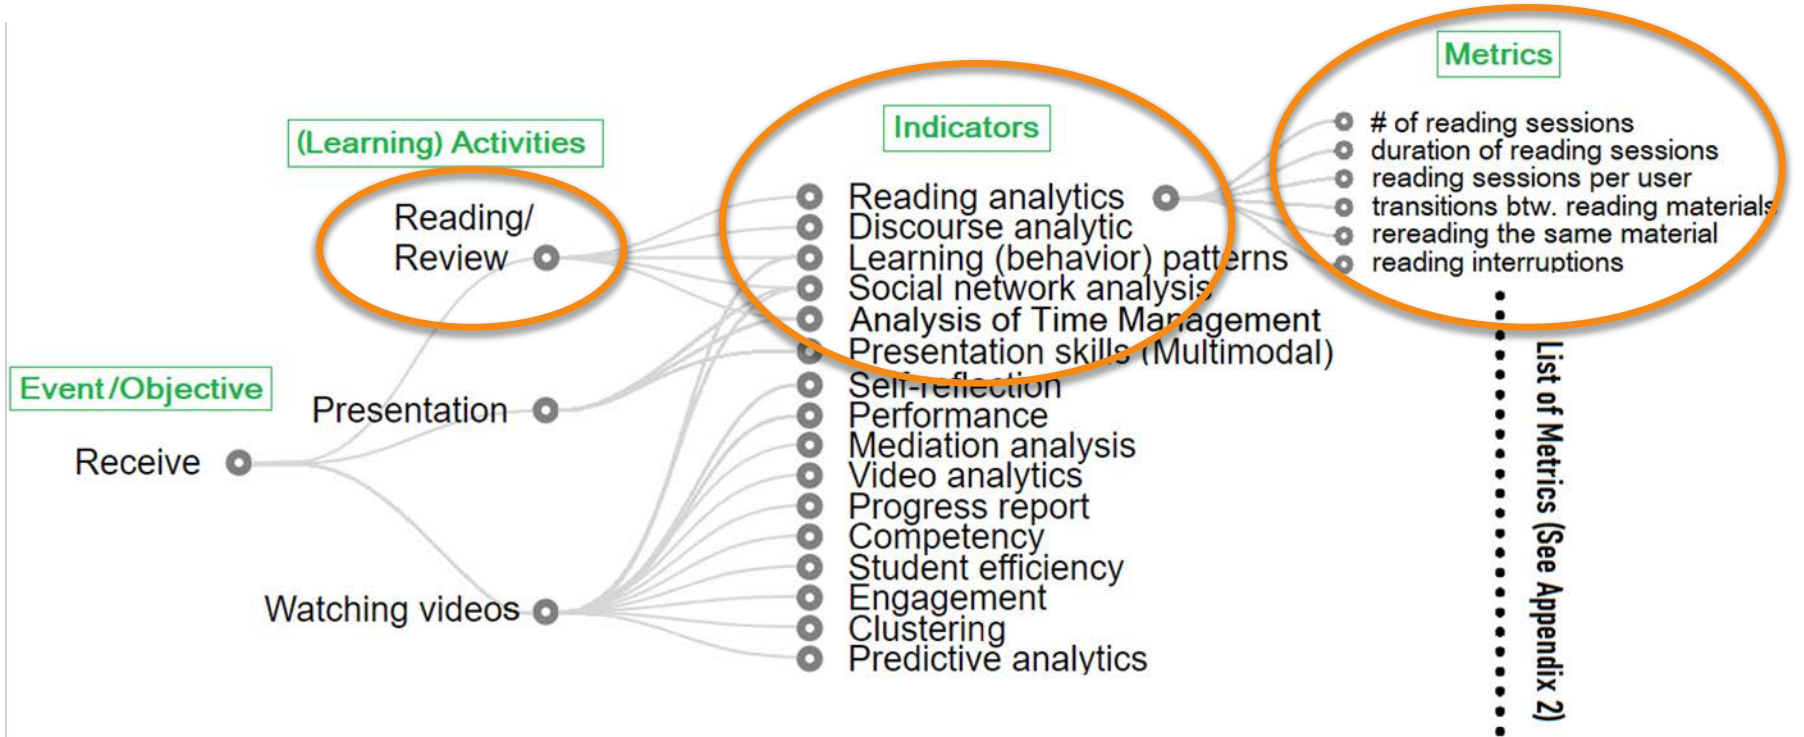 Metrics
# of reading sessions
duration of reading sessions
reading sessions per user
transitions btw. reading materials
rereading the same material
reading interruptions
Indicators
Reading analytics
Discourse analytic
Learning (behavior) patterns
Social network analysis
Analysis of Time Management
Presentation skills (Multimodal)
Self-reflection
Performance
Mediation analysis
Video analytics
Progress report
Competency
Student efficiency
Engagement
Clustering
Predictive analytics
(Learning) Activities
Reading/
Review
Presentation
Watching videos
Event/Objective
Receive
List of Metrics (See Appendix 2)